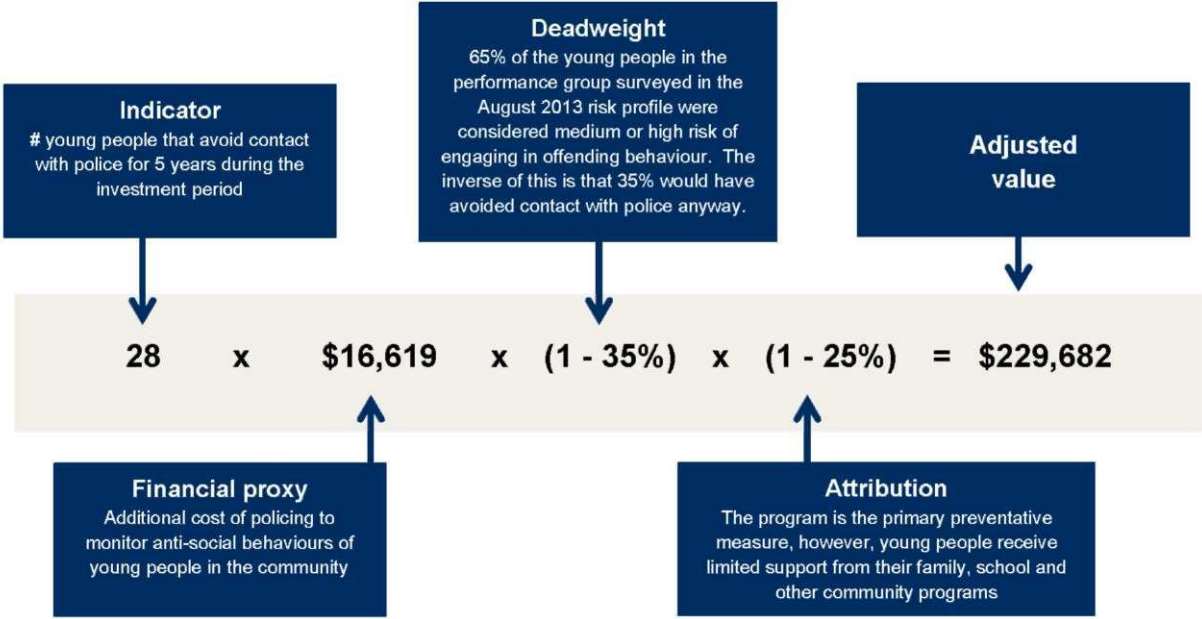 Deadweight
65% of the young people in the
performance group surveyed in the
August 2013 risk profile were
considered medium or high risk of
engaging in offending behaviour. The
inverse of this is that 35% would have
avoided contact with police anyway.
Indicator
# young people that avoid contact
with police for 5 years during the
investment period
Adjusted
value
28 x $16,619 x (1 - 35%) x (1 - 25%) = $229,682
Financial proxy
Additional cost of policing to
monitor anti-social behaviours of
young people in the community
Attribution
The program is the primary preventative
measure, however, young people receive
limited support from their family, school and
other community programs